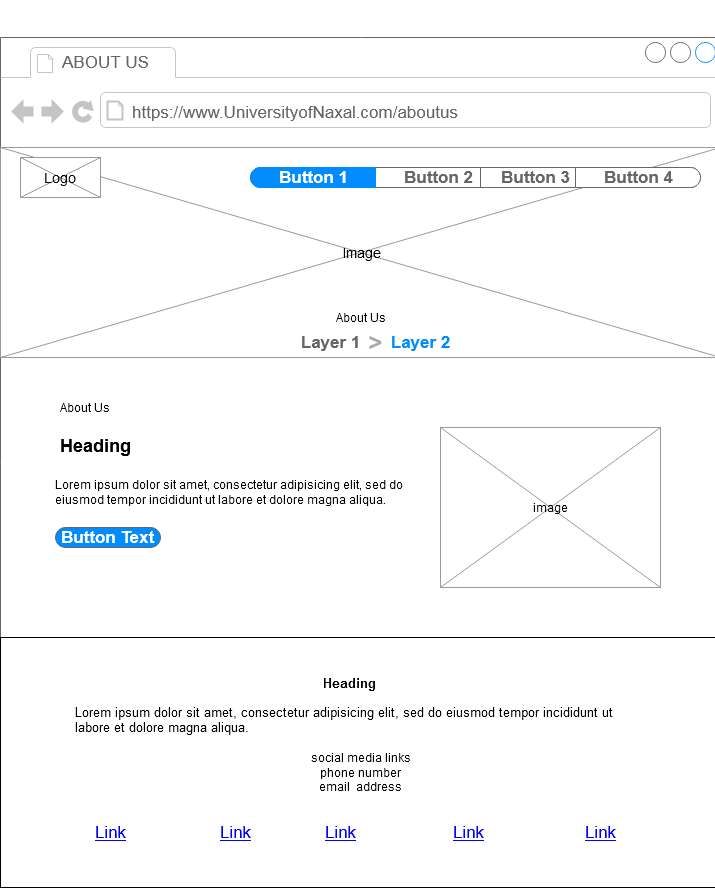 ABOUT US
https://www.UniversityofNaxal.com/aboutus
Logo
Button 1 Button 2 Button 3 Button 4
Image
About Us
Layer 1 > Layer 2
About Us
Heading
Lorem ipsum dolor sit amet, consectetur adipisicing elit, sed do
eiusmod tempor incididunt ut labore et dolore magna aliqua.
Button Text
image
Heading
Lorem ipsum dolor sit amet, consectetur adipisicing elit, sed do eiusmod tempor incididunt ut
labore et dolore magna aliqua.
social media links
phone number
email address
Link Link Link Link Link